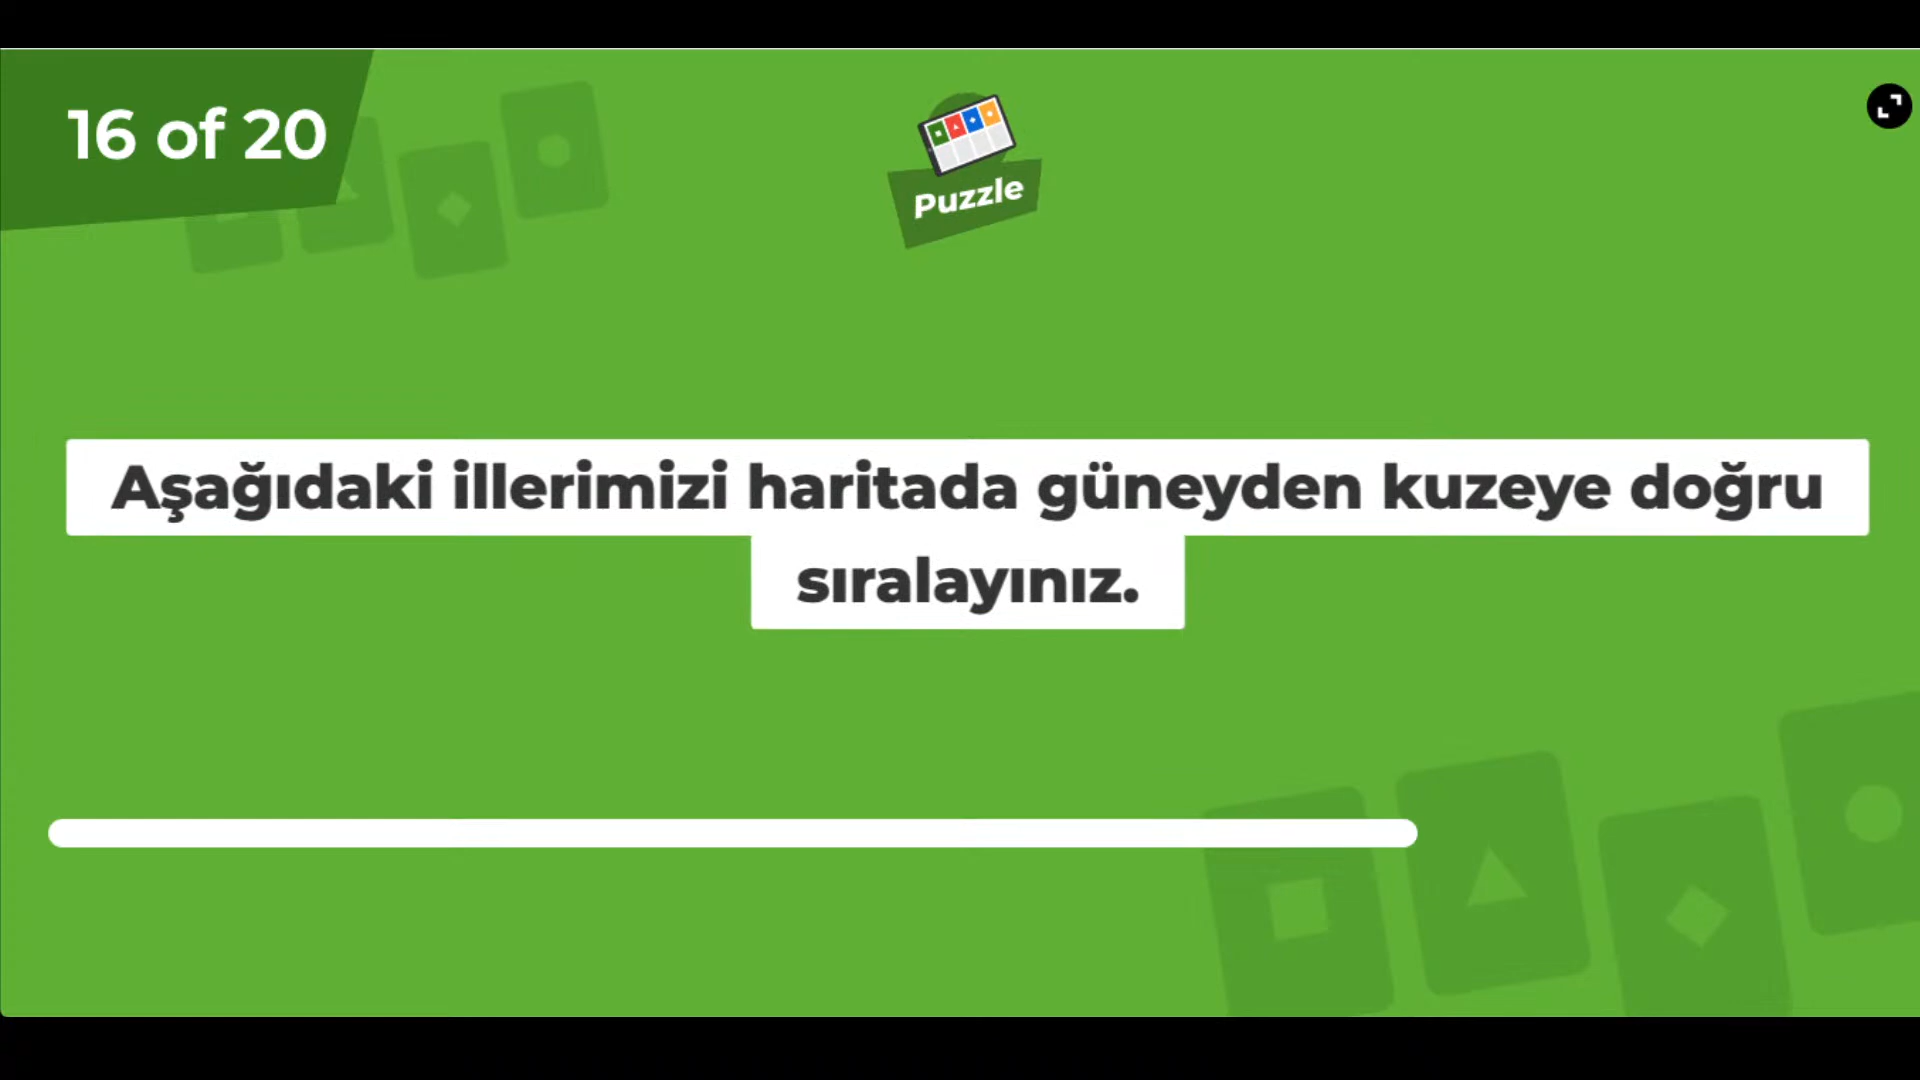 16 of 20
Puzzle
Aşağıdaki illerimizi haritada güneyden kuzeye doğru
sıralayınız.